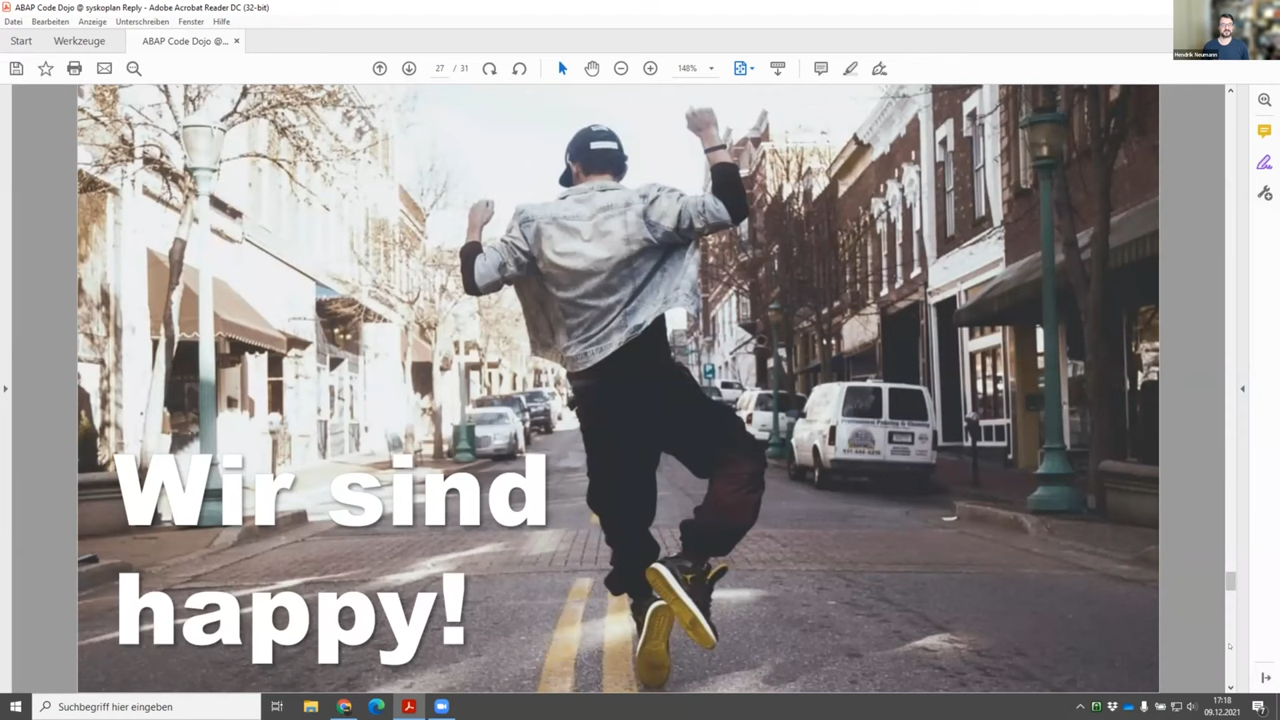 ABAP Code Dojo @ syskoplan Reply - Adobe Acrobat Reader DC (32-bit)
Datei Bearbeiten Anzeige Unterschreiben Fenster Hilfe
Start Werkzeuge ABAP Code Dojo @... ×
27 / 31 148%
Hendrik Neumann
P
Wir sind
happy!
Suchbegriff hier eingeben
17:18
09.12.2021
7